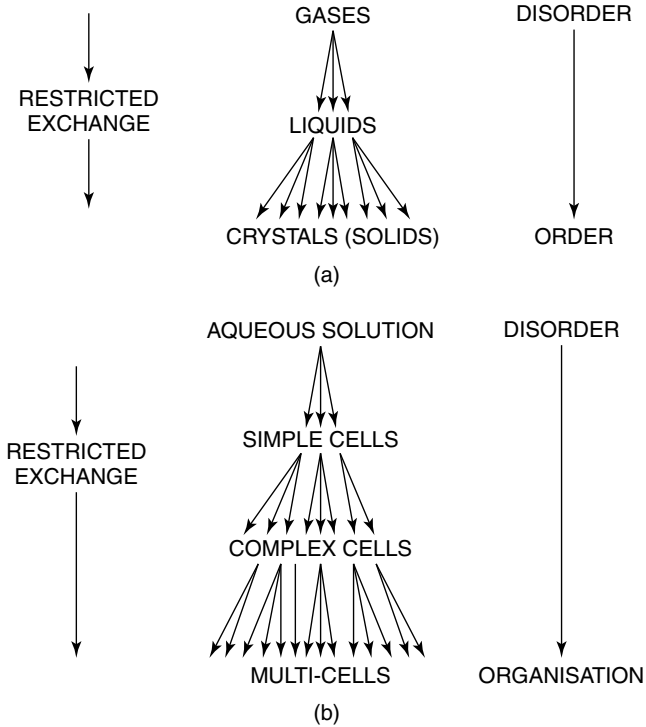 GASES
DISORDER
RESTRICTED
EXCHANGE
LIQUIDS
CRYSTALS (SOLIDS)
ORDER
(a)
AQUEOUS SOLUTION
DISORDER
SIMPLE CELLS
RESTRICTED
EXCHANGE
COMPLEX CELLS
MULTI-CELLS
ORGANISATION
(b)